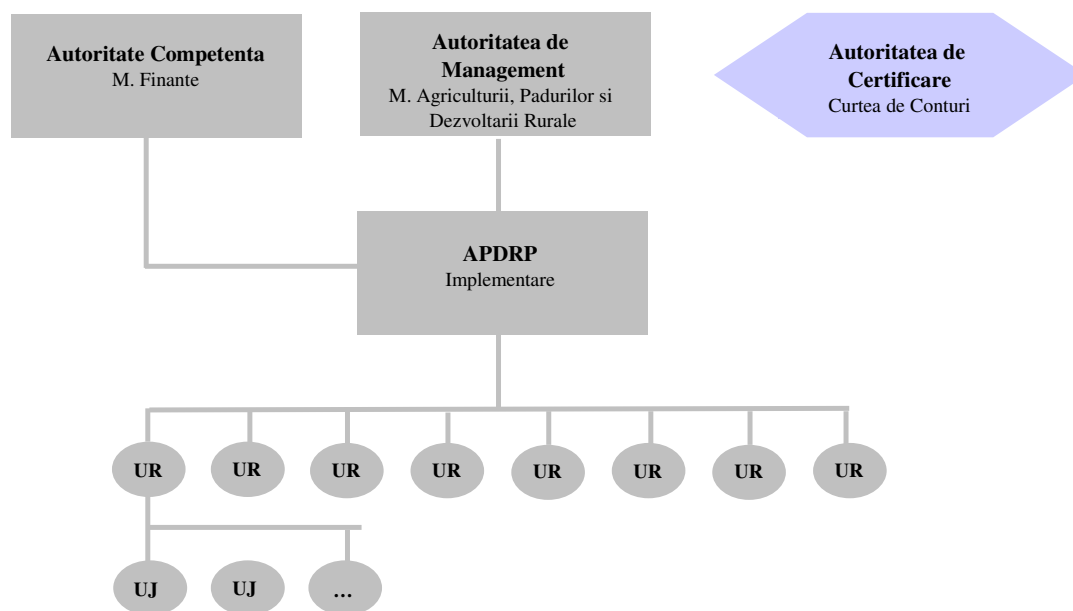 Autoritate Competenta
M. Finante
Autoritatea de
Management
M. Agriculturii, Padurilor si
Dezvoltarii Rurale
Autoritatea de
Certificare
Curtea de Conturi
APDRP
Implementare
UR UR UR UR UR UR UR UR
UJ UJ ...